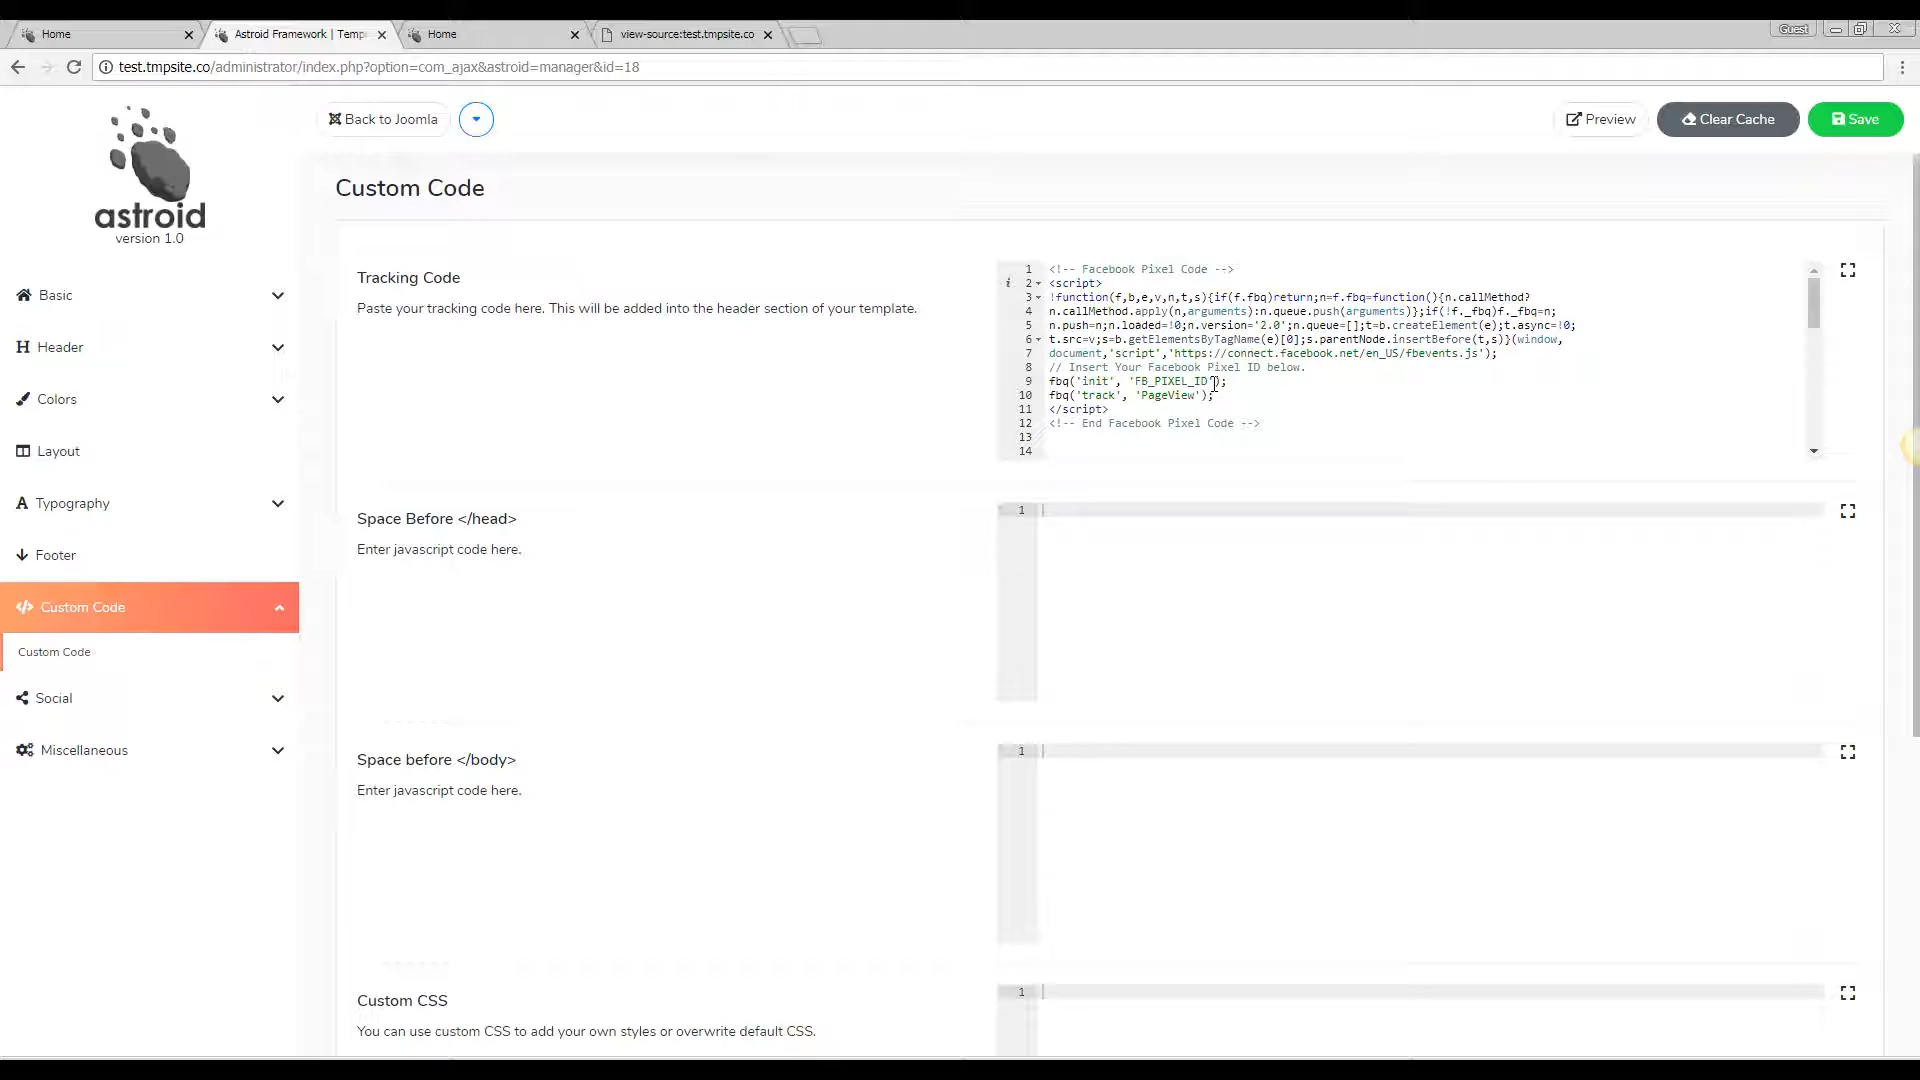 Home
Astroid Framework | Temp
Home
view-source:test.tmpsite.co
Guest
test.tmpsite.co/administrator/index.php?option=com_ajax&astroid=manager&id=18
astroid
version 1.0
Back to Joomla
Preview
Clear Cache
Save
Basic
Header
Colors
Layout
Typography
Footer
Custom Code
Custom Code
Social
Miscellaneous
Custom Code
Tracking Code
Paste your tracking code here. This will be added into the header section of your template.
1 <!-- Facebook Pixel Code -->
2 <script>
3 !function(f,b,e,v,n,t,s){if(f.fbq)return;n=f.fbq=function(){n.callMethod?
4 n.callMethod.apply(n,arguments):n.queue.push(arguments)};if(!f._fbq)f._fbq=n;
5 n.push=n;n.loaded=!0;n.version='2.0';n.queue=[];t=b.createElement(e);t.async=!0;
6 t.src=v;s=b.getElementsByTagName(e)[0];s.parentNode.insertBefore(t,s)}(window,
7 document,'script','https://connect.facebook.net/en_US/fbevents.js');
8 // Insert Your Facebook Pixel ID below.
9 fbq('init', 'FB_PIXEL_ID');
10 fbq('track', 'PageView');
11 </script>
12 <!-- End Facebook Pixel Code -->
13
14
Space Before </head>
Enter javascript code here.
1
Space before </body>
Enter javascript code here.
1
Custom CSS
You can use custom CSS to add your own styles or overwrite default CSS.
1